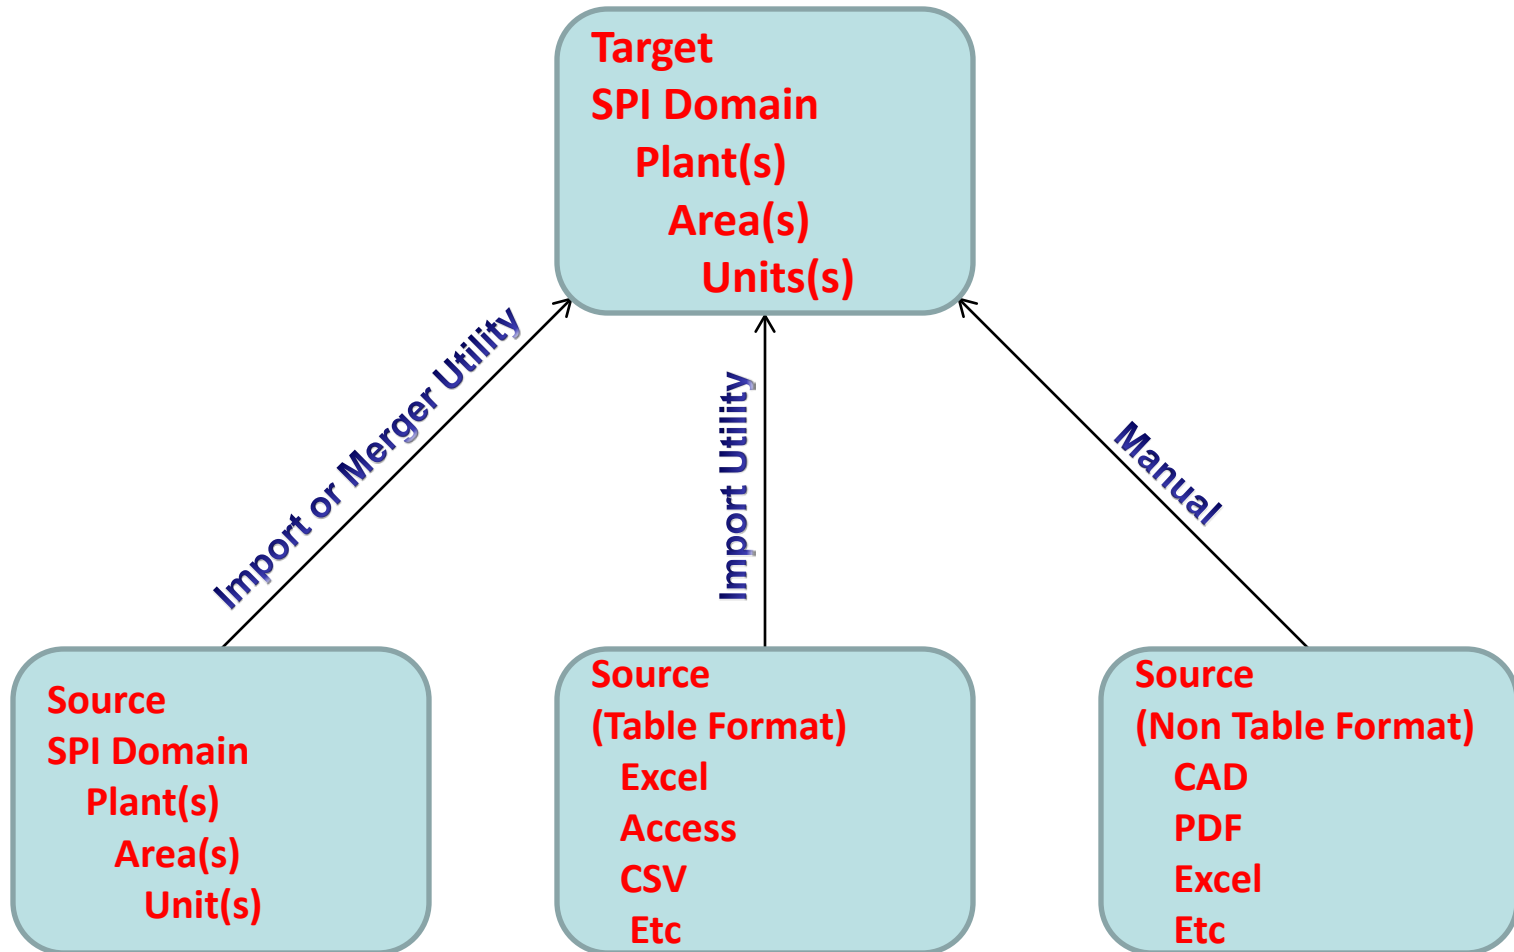 Target
SPI Domain
Plant(s)
Area(s)
Units(s)
Import or Merger Utility
Import Utility
Manual
Source
SPI Domain
Plant(s)
Area(s)
Unit(s)
Source
(Table Format)
Excel
Access
CSV
Etc
Source
(Non Table Format)
CAD
PDF
Excel
Etc